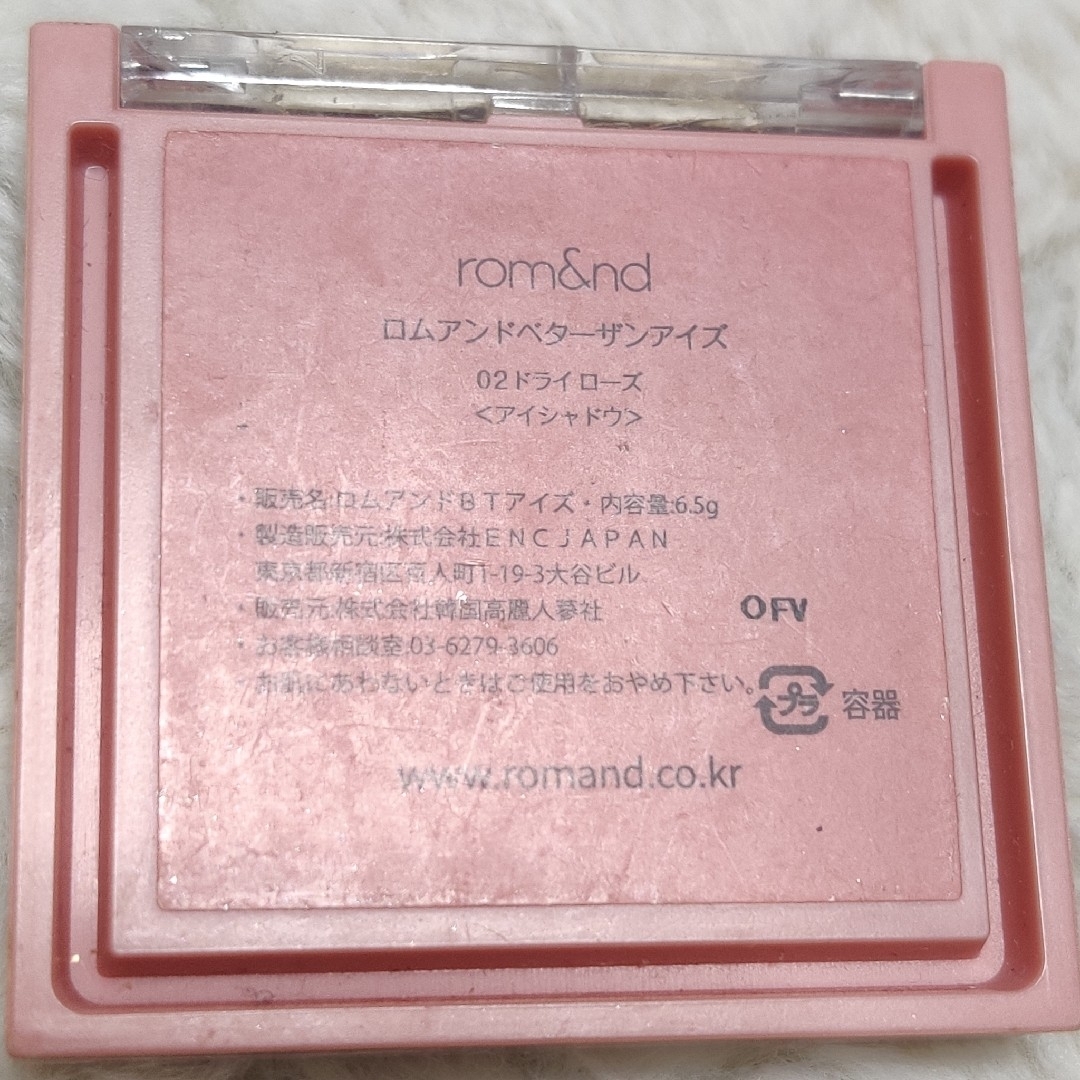 rom&nd
ロムアンドベターザンアイズ
02ドライローズ
<アイシャドウ>
・販売名:ロムアンドBTアイズ・内容量:6.5g
・製造販売元:株式会社ENCJAPAN
東京都新宿区百人町1-19-3大谷ビル
・販売元:株式会社韓国高麗人蔘社
OFV
・お客様相談室:03-6279-3606
・お肌にあわないときはご使用をおやめ下さい。
プラ 容器
www.romand.co.kr